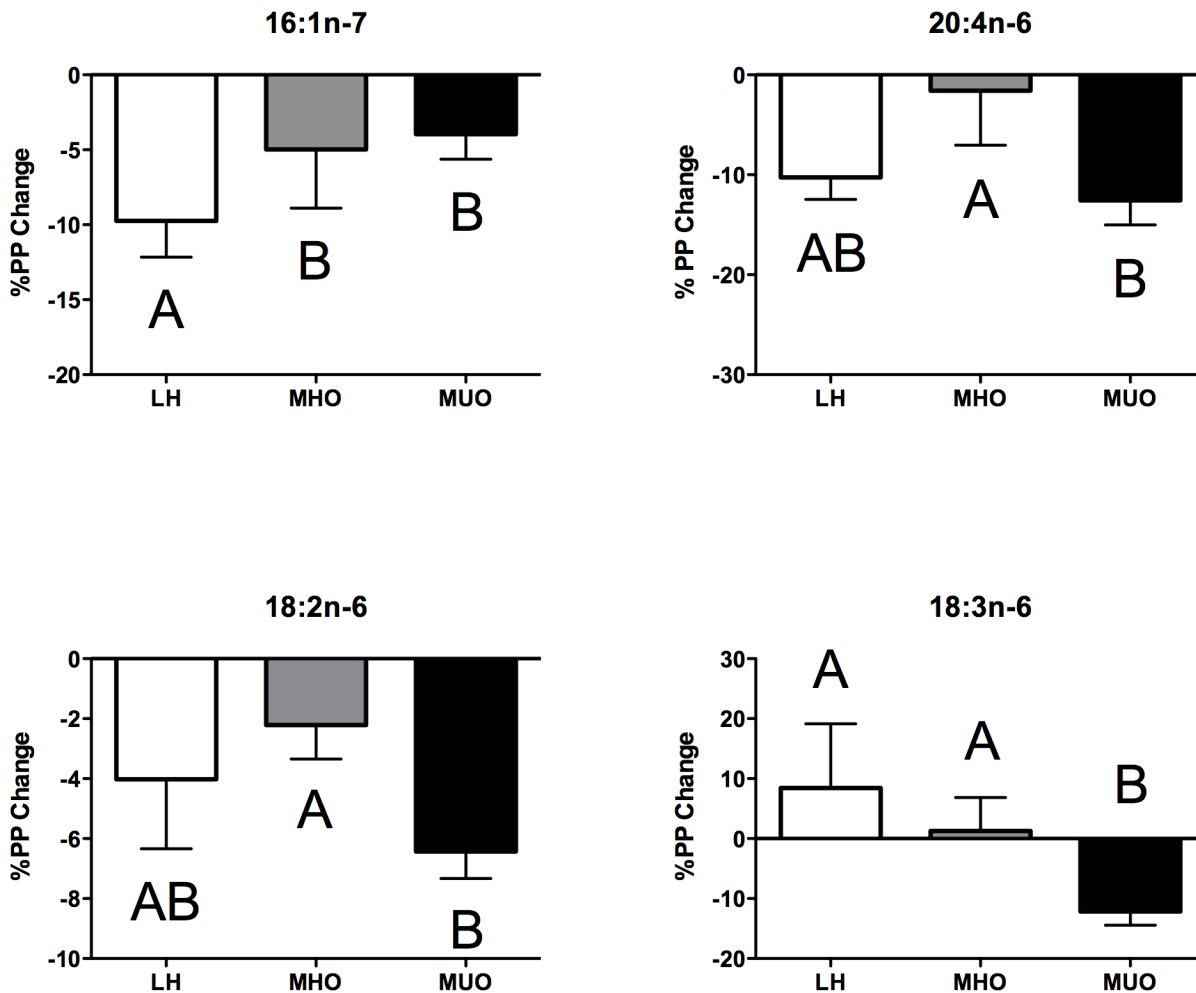 16:1n-7
%PP Change
0
-5
-10
-15
-20
A
B
B
LH MHO MUO
20:4n-6
% PP Change
0
-10
-20
-30
AB
A
B
LH MHO MUO
18:2n-6
%PP Change
0
-2
-4
-6
-8
-10
AB
A
B
LH MHO MUO
18:3n-6
%PP Change
30
20
10
0
-10
-20
A
A
B
LH MHO MUO